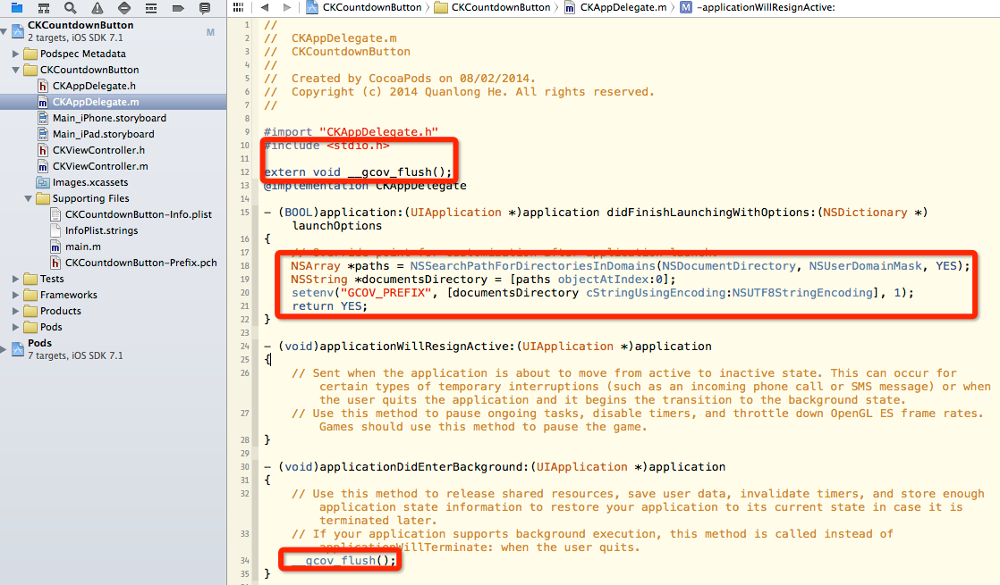 CKCountdownButton
2 targets, iOS SDK 7.1
M
Podspec Metadata
CKCountdownButton
CKAppDelegate.h
CKAppDelegate.m
Main_iPhone.storyboard
Main_iPad.storyboard
CKViewController.h
CKViewController.m
Images.xcassets
Supporting Files
CKCountdownButton-Info.plist
InfoPlist.strings
main.m
CKCountdownButton-Prefix.pch
Tests
Frameworks
Products
Pods
Pods
7 targets, iOS SDK 7.1
CKCountdownButton CKCountdownButton CKAppDelegate.m M -applicationWillResignActive:
1 //
2 // CKAppDelegate.m
3 // CKCountdownButton
4 //
5 // Created by CocoaPods on 08/02/2014.
6 // Copyright (c) 2014 Quanlong He. All rights reserved.
7 //
8
9 #import "CKAppDelegate.h"
10 #include <stdio.h>
11
12 extern void __gcov_flush();
13 @implementation CKAppDelegate
14
15 - (BOOL)application:(UIApplication *)application didFinishLaunchingWithOptions:(NSDictionary *)
launchOptions
16 {
17 // Override point for customization after application launch.
18 NSArray *paths = NSSearchPathForDirectoriesInDomains(NSDocumentDirectory, NSUserDomainMask, YES);
19 NSString *documentsDirectory = [paths objectAtIndex:0];
20 setenv("GCOV_PREFIX", [documentsDirectory cStringUsingEncoding:NSUTF8StringEncoding], 1);
21 return YES;
22 }
23
24 - (void)applicationWillResignActive:(UIApplication *)application
25 {
26 // Sent when the application is about to move from active to inactive state. This can occur for
certain types of temporary interruptions (such as an incoming phone call or SMS message) or when
the user quits the application and it begins the transition to the background state.
27 // Use this method to pause ongoing tasks, disable timers, and throttle down OpenGL ES frame rates.
Games should use this method to pause the game.
28 }
29
30 - (void)applicationDidEnterBackground:(UIApplication *)application
31 {
32 // Use this method to release shared resources, save user data, invalidate timers, and store enough
application state information to restore your application to its current state in case it is
terminated later.
33 // If your application supports background execution, this method is called instead of
applicationWillTerminate: when the user quits.
34 __gcov_flush();
35 }